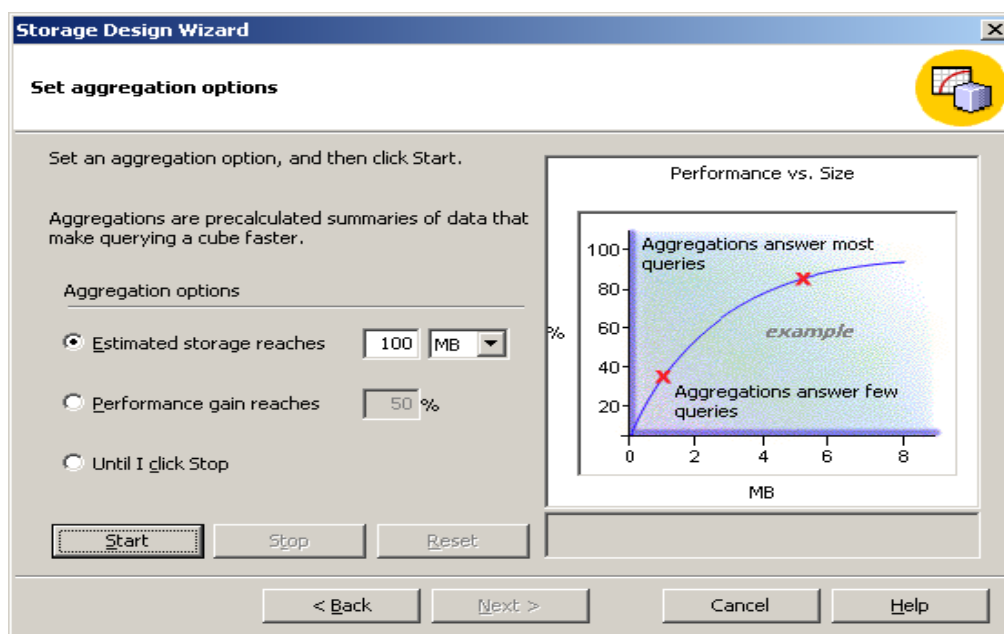 Storage Design Wizard
Set aggregation options
Set an aggregation option, and then click Start.
Aggregations are precalculated summaries of data that
make querying a cube faster.
Aggregation options
Estimated storage reaches 100 MB
Performance gain reaches 50 %
Until I click Stop
Start Stop Reset
Performance vs. Size
100
80
60
40
20
%
Aggregations answer most
queries
example
Aggregations answer few
queries
0 2 4 6 8
MB
< Back Next > Cancel Help